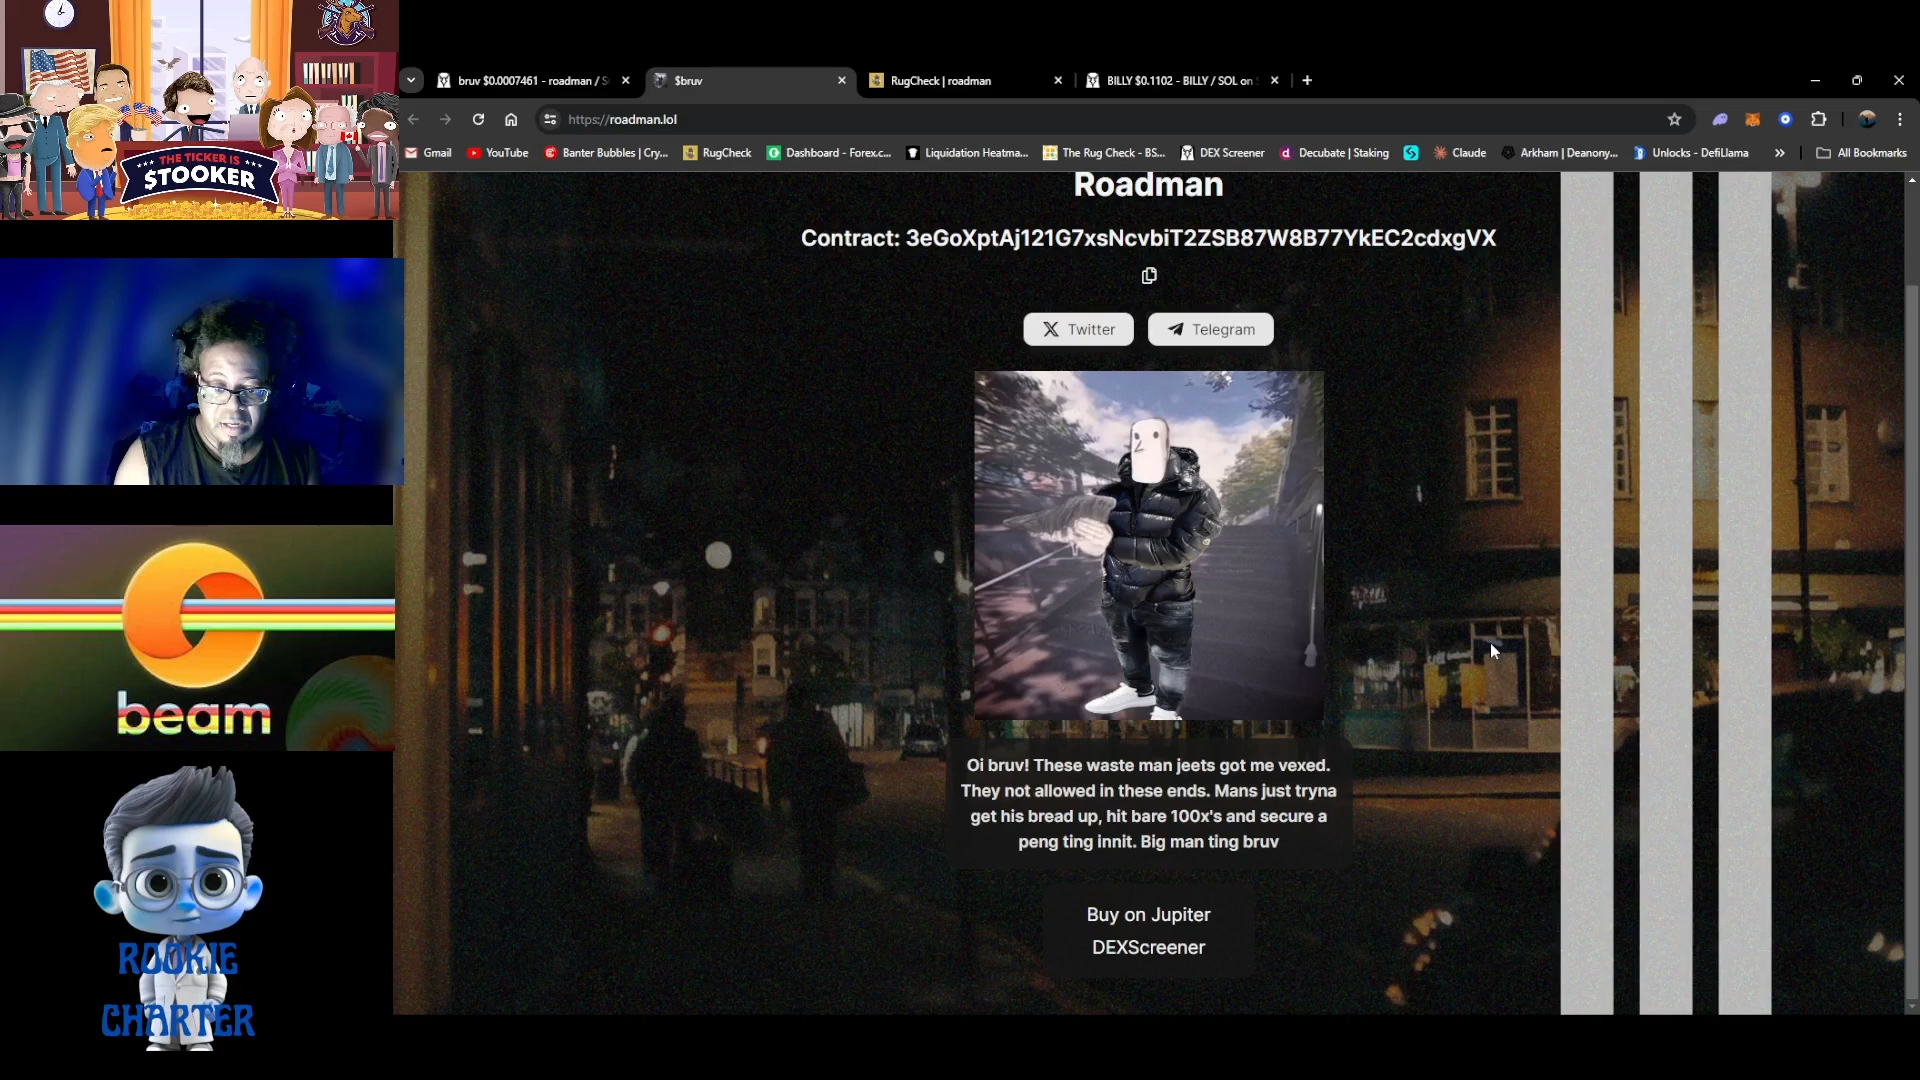 THE TICKER IS
$TOOKER
beam
ROOKIE
CHARTER
bruv $0.0007461 - roadman / S
$bruv
RugCheck | roadman
BILLY $0.1102 - BILLY / SOL on
https://roadman.lol
Gmail
YouTube
Banter Bubbles | Cry...
RugCheck
Dashboard - Forex.c...
Liquidation Heatma...
The Rug Check - BS...
DEX Screener
Decubate | Staking
Claude
Arkham | Deanony...
Unlocks - DefiLlama
All Bookmarks
Roadman
Contract: 3eGoXptAj121G7xsNcvbiT2ZSB87W8B77YkEC2cdxgVX
Twitter
Telegram
Oi bruv! These waste man jeets got me vexed.
They not allowed in these ends. Mans just tryna
get his bread up, hit bare 100x's and secure a
peng ting innit. Big man ting bruv
Buy on Jupiter
DEXScreener